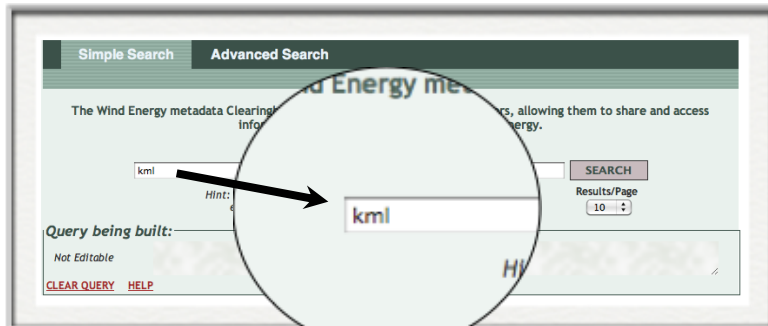 Simple Search Advanced Search
d Energy me
The Wind Energy metadata Clearing rs, allowing them to share and access
infor ergy.
kml SEARCH
Hint: Results/Page
kml 10
Query being built:
Not Editable
CLEAR QUERY HELP